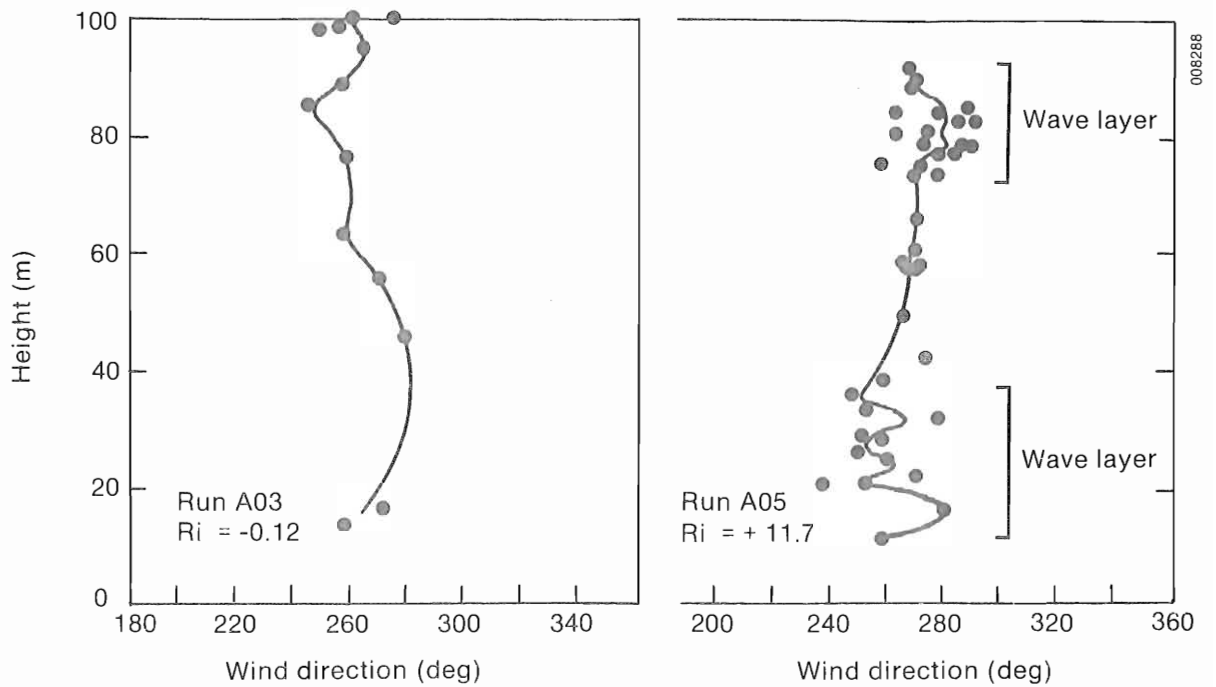 100
80
60
40
20
0
Height (m)
Run A03
Ri = -0.12
180 220 260 300 340
Wind direction (deg)
Wave layer
Wave layer
Run A05
Ri = + 11.7
200 240 280 320 360
Wind direction (deg)
008288